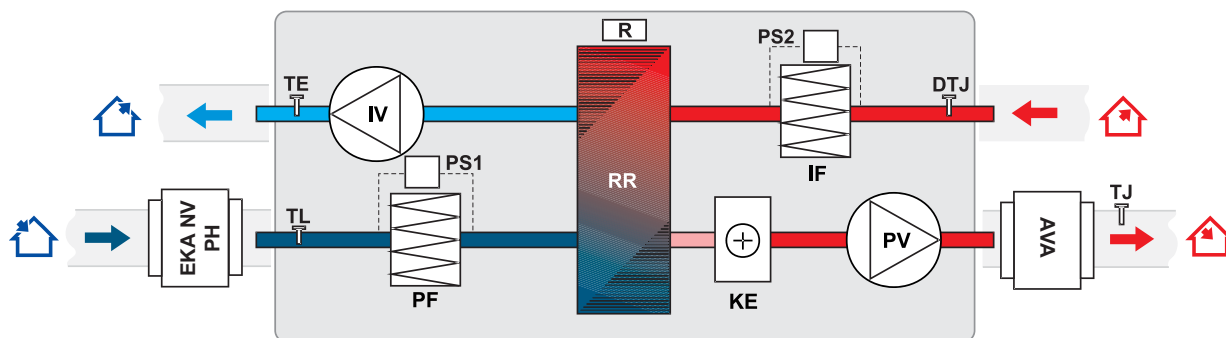 R
PS2
TE
DTJ
IV
PS1
IF
RR
EKA NV
PH
TL
TJ
PV
AVA
PF
KE